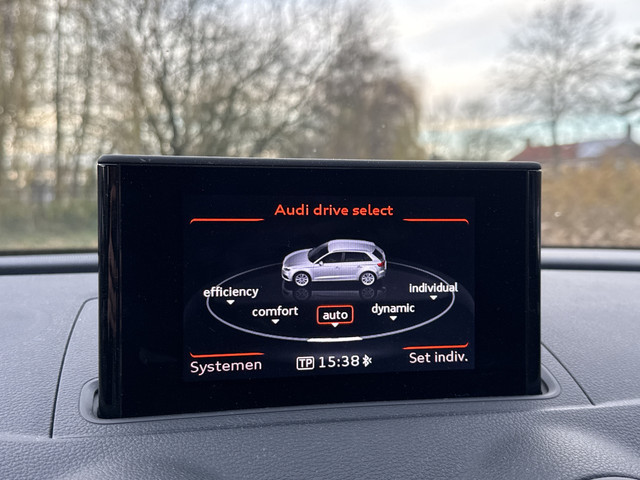 Audi drive select
efficiency
individual
comfort
auto
dynamic
Systemen
TP 15:38
Set indiv.